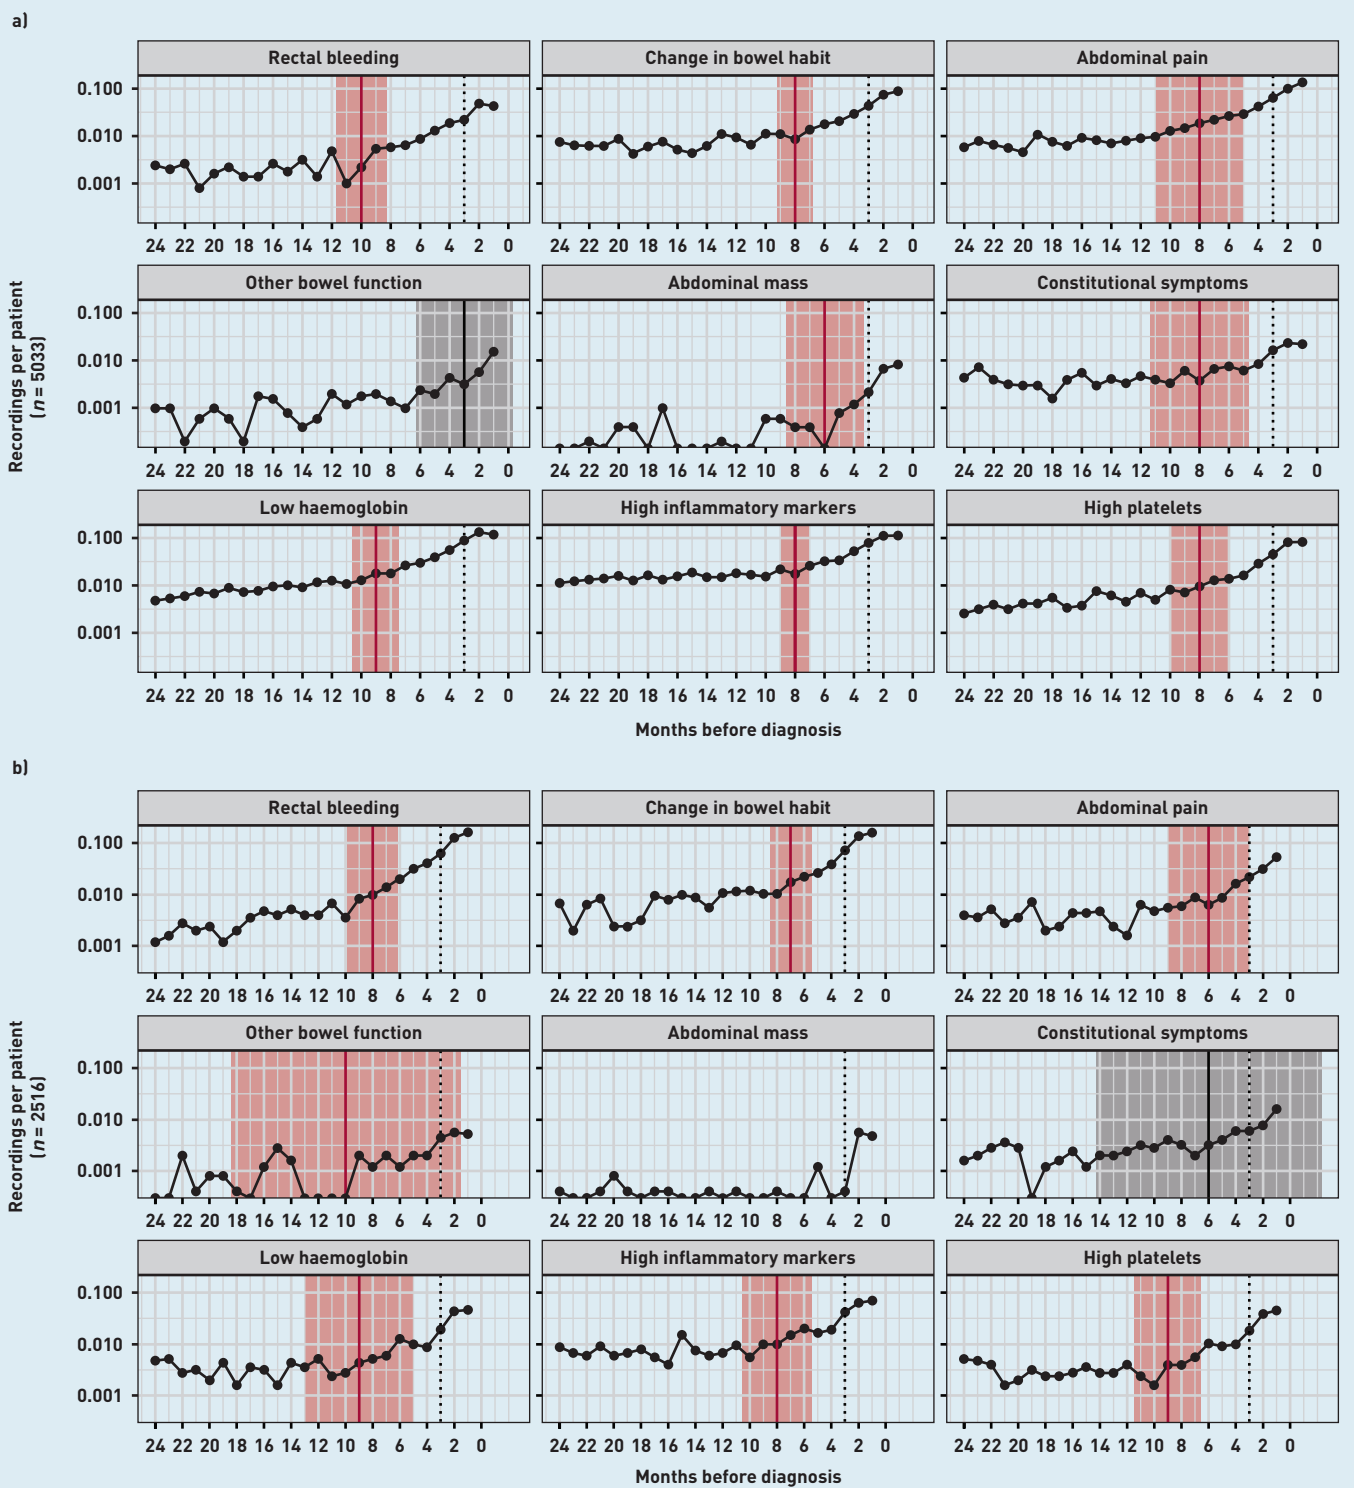 a)
Rectal bleeding Change in bowel habit Abdominal pain
0.100
0.010
0.001
24 22 20 18 16 14 12 10 8 6 4 2 0 24 22 20 18 16 14 12 10 8 6 4 2 0 24 22 20 18 16 14 12 10 8 6 4 2 0
Other bowel function Abdominal mass Constitutional symptoms
0.100
0.010
0.001
24 22 20 18 16 14 12 10 8 6 4 2 0 24 22 20 18 16 14 12 10 8 6 4 2 0 24 22 20 18 16 14 12 10 8 6 4 2 0
Recordings per patient
(n = 5033)
Low haemoglobin High inflammatory markers High platelets
0.100
0.010
0.001
24 22 20 18 16 14 12 10 8 6 4 2 0 24 22 20 18 16 14 12 10 8 6 4 2 0 24 22 20 18 16 14 12 10 8 6 4 2 0
Months before diagnosis
b)
Rectal bleeding Change in bowel habit Abdominal pain
0.100
0.010
0.001
24 22 20 18 16 14 12 10 8 6 4 2 0 24 22 20 18 16 14 12 10 8 6 4 2 0 24 22 20 18 16 14 12 10 8 6 4 2 0
Other bowel function Abdominal mass Constitutional symptoms
0.100
0.010
0.001
24 22 20 18 16 14 12 10 8 6 4 2 0 24 22 20 18 16 14 12 10 8 6 4 2 0 24 22 20 18 16 14 12 10 8 6 4 2 0
Recordings per patient
(n = 2516)
Low haemoglobin High inflammatory markers High platelets
0.100
0.010
0.001
24 22 20 18 16 14 12 10 8 6 4 2 0 24 22 20 18 16 14 12 10 8 6 4 2 0 24 22 20 18 16 14 12 10 8 6 4 2 0
Months before diagnosis